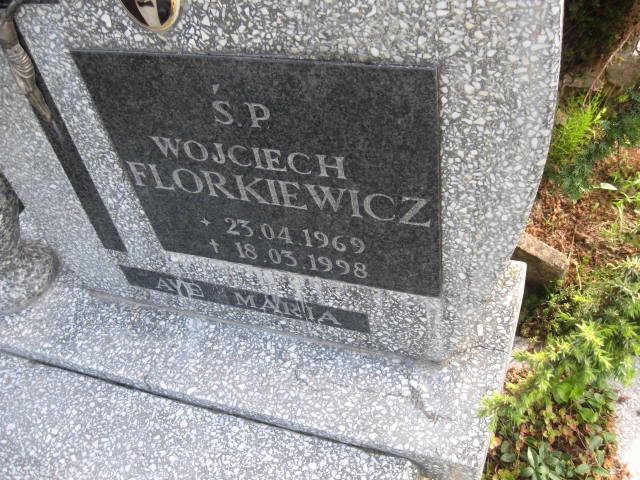 Ś.P.
WOJCIECH
FLORKIEWICZ
+ 23.04.1969
† 18.03.1998
AVE MARIA